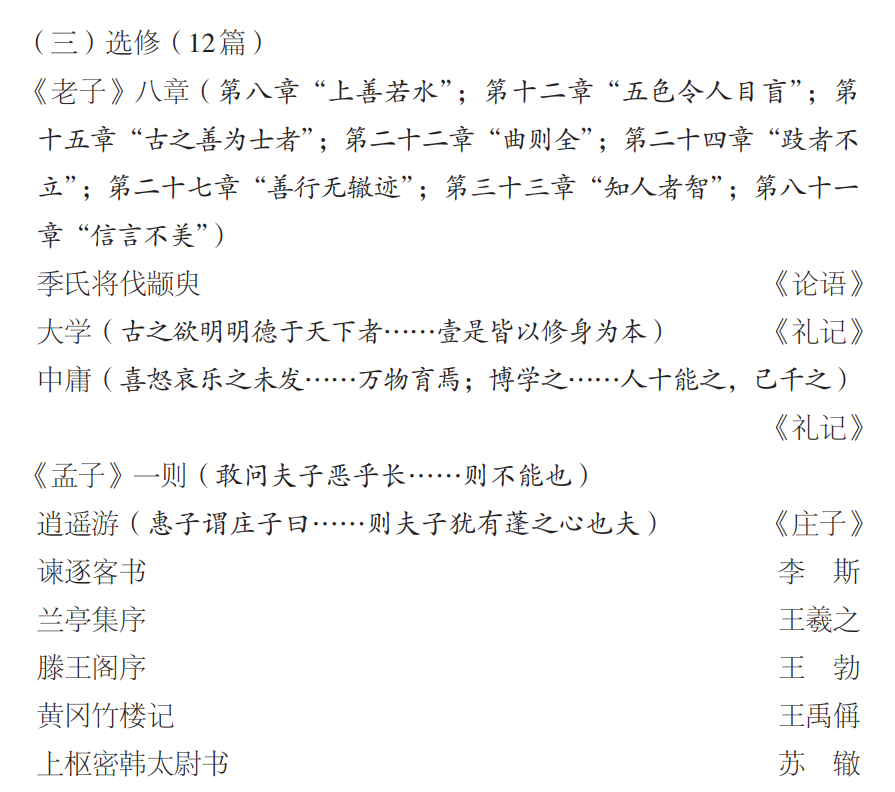 （三）选修（12篇）
《老子》八章（第八章“上善若水”；第十二章“五色令人目盲”；第
十五章“古之善为士者”；第二十二章“曲则全”；第二十四章“跂者不
立”；第二十七章“善行无辙迹”；第三十三章“知人者智”；第八十一
章“信言不美”）
季氏将伐颛臾 《论语》
大学（古之欲明明德于天下者……壹是皆以修身为本） 《礼记》
中庸（喜怒哀乐之未发……万物育焉；博学之……人十能之，己千之）
《礼记》
《孟子》一则（敢问夫子恶乎长……则不能也）
逍遥游（惠子谓庄子曰……则夫子犹有蓬之心也夫） 《庄子》
谏逐客书 李　斯
兰亭集序 王羲之
滕王阁序 王　勃
黄冈竹楼记 王禹偁
上枢密韩太尉书 苏　辙